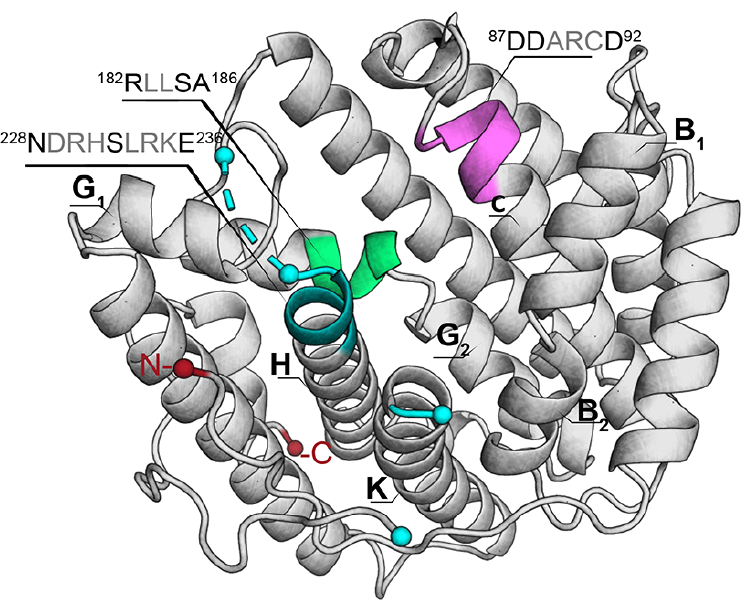 ⁸⁷DDARCD⁹²
¹⁸²RLLSA¹⁸⁶
B₁
²²⁸NDRHSLRKE²³⁶
G₁
C
G₂
N-
H
B₂
-C
K